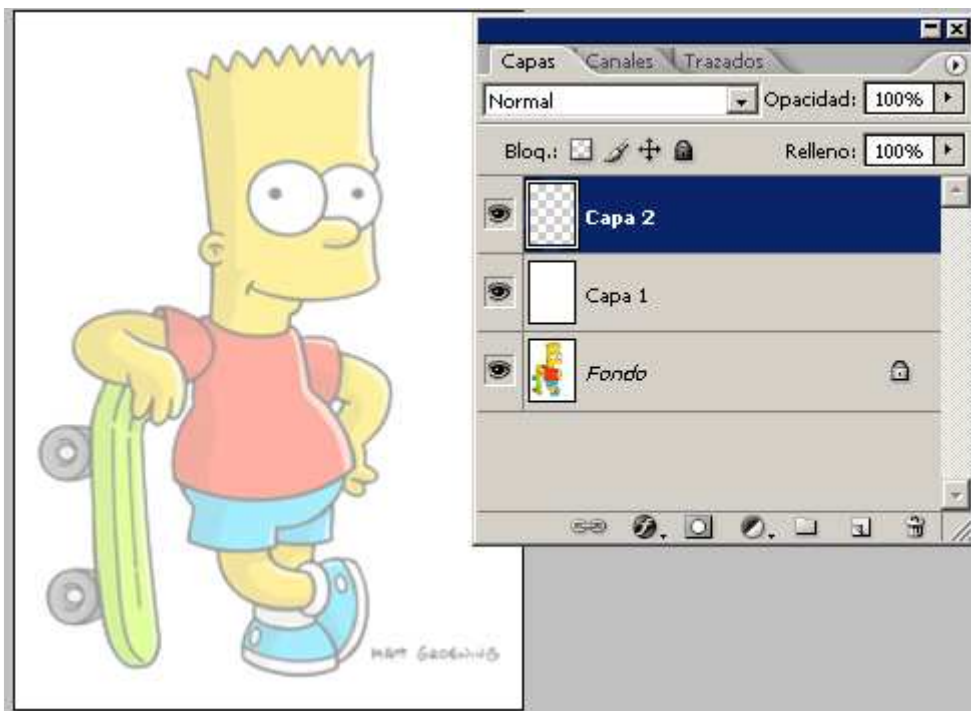 Capas Canales Trazados
Normal Opacidad: 100%
Bloq.: Relleno: 100%
Capa 2
Capa 1
Fondo
MATT GROENING